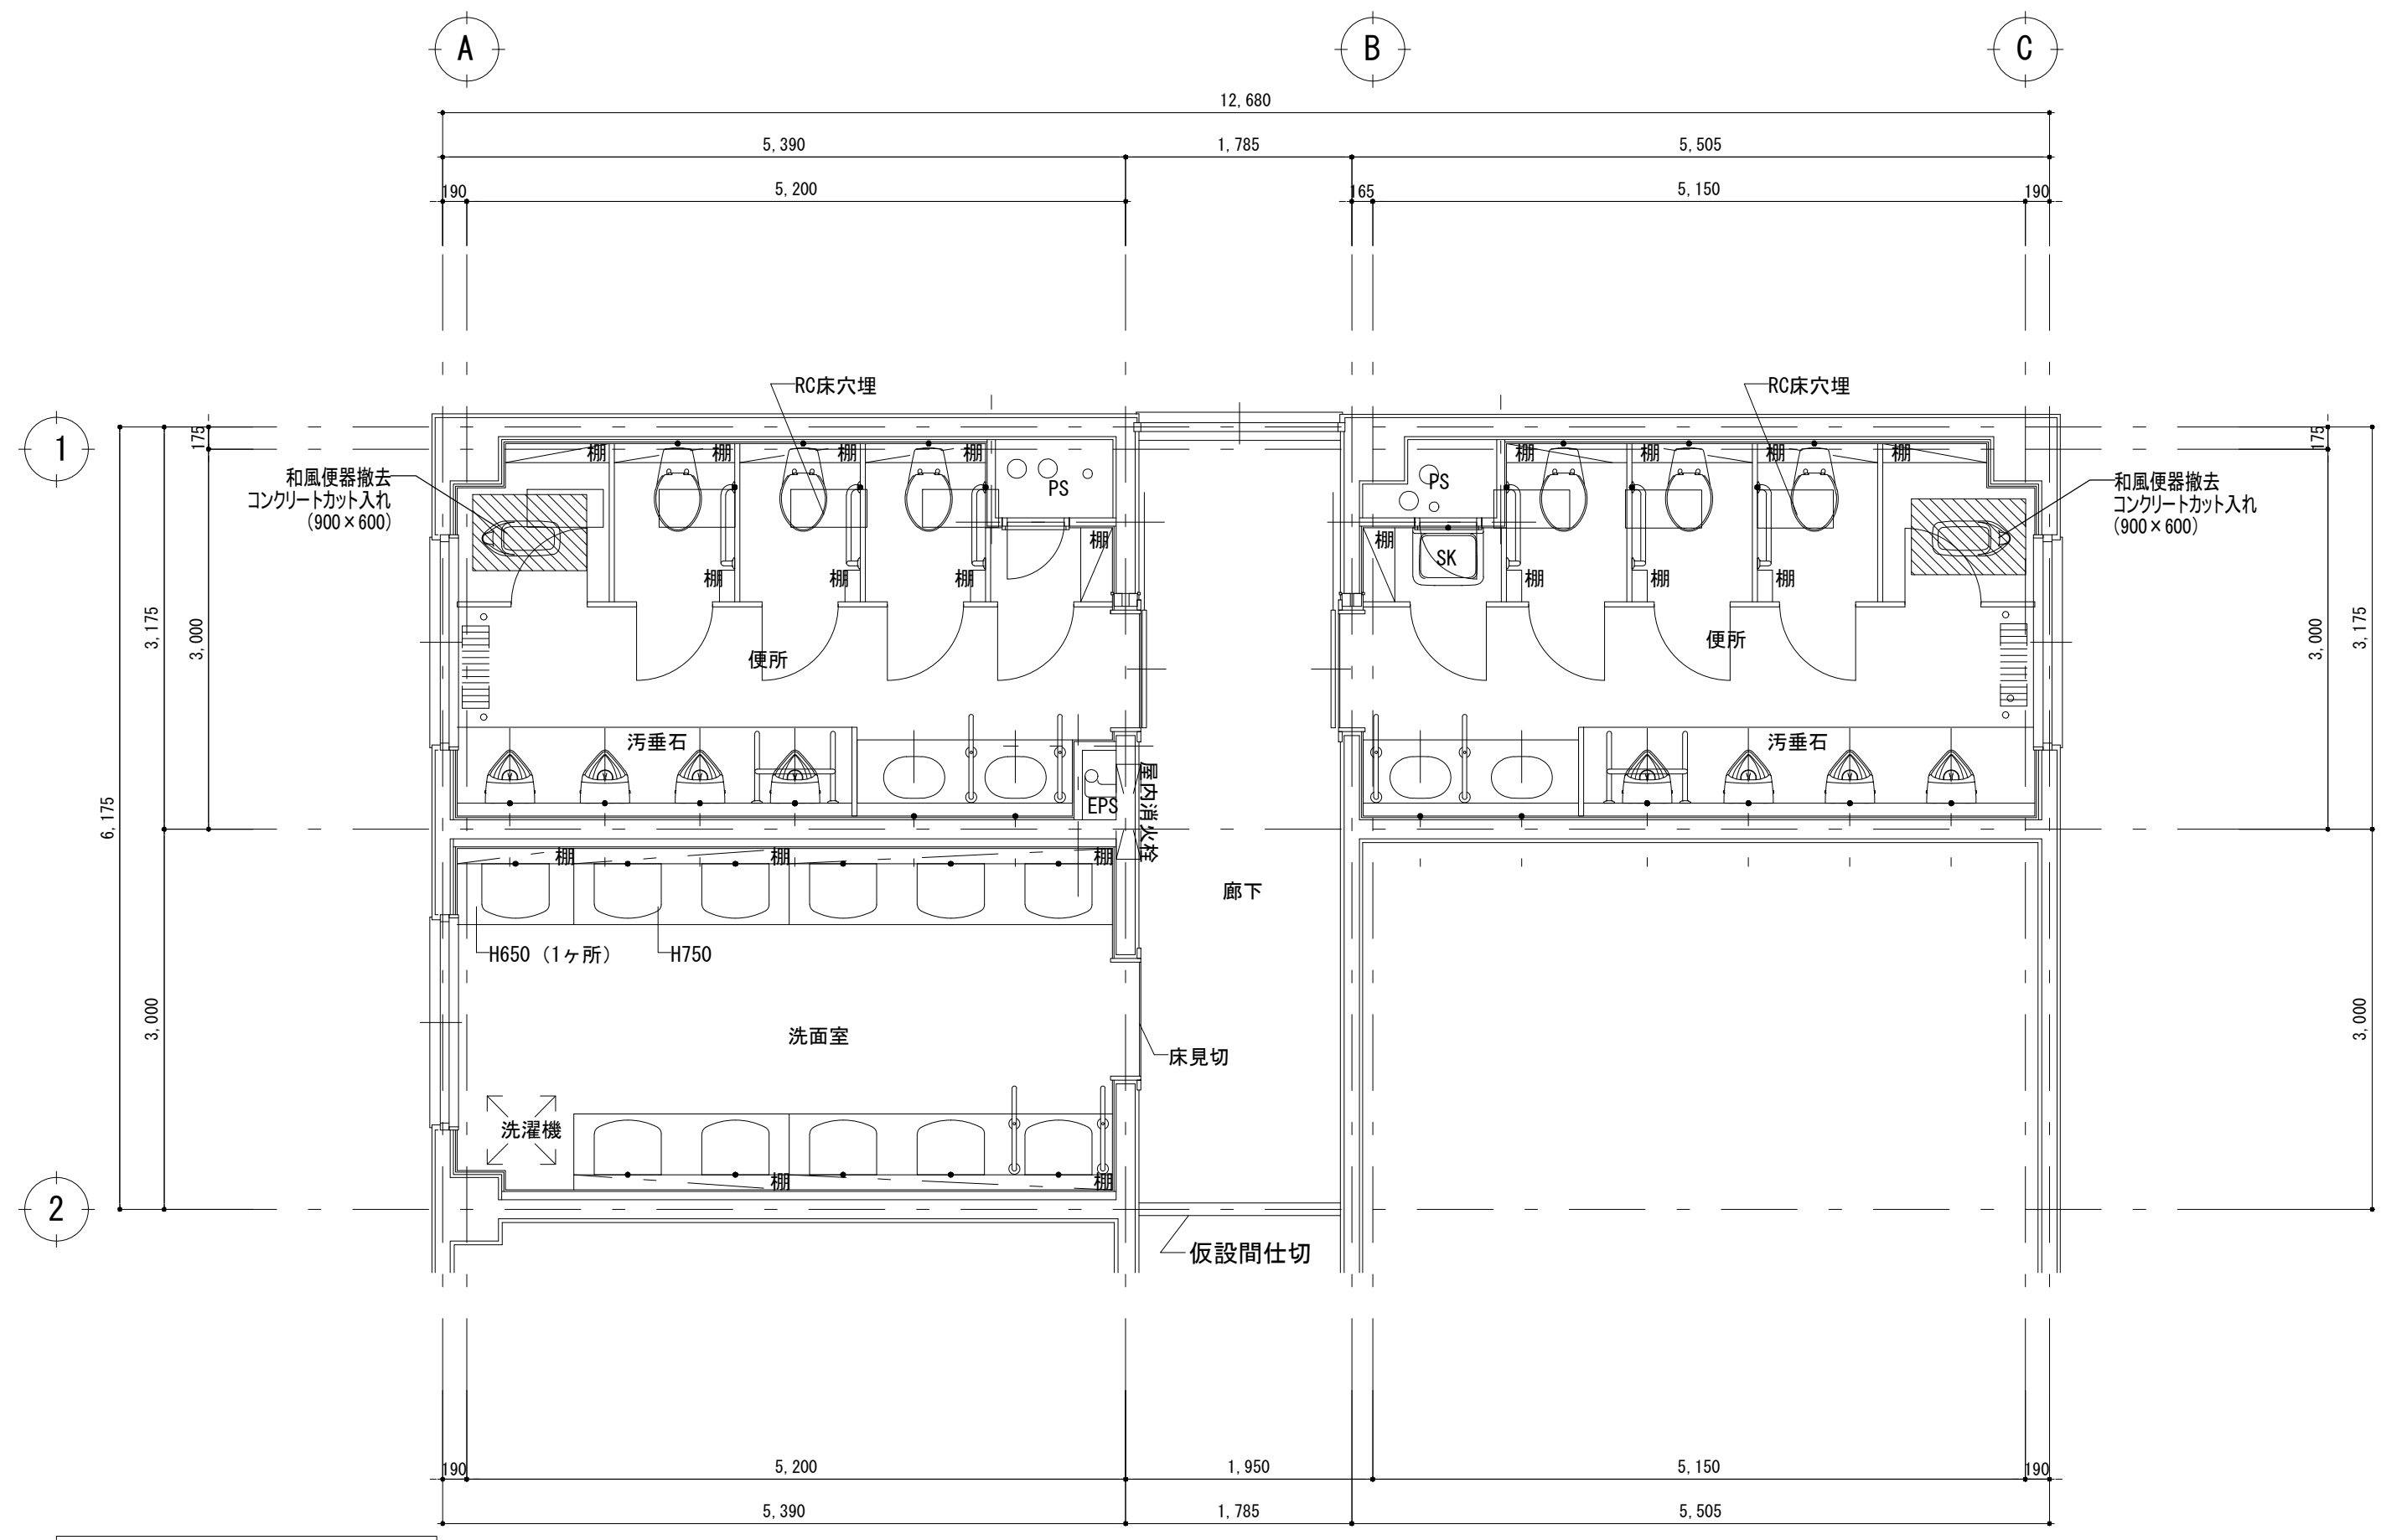 A
B
C
12,680
5,390
1,785
5,505
190
5,200
165
5,150
190
RC床穴埋
RC床穴埋
1
175
175
棚
棚
棚
棚
棚
棚
棚
棚
和風便器撤去
コンクリートカット入れ
(900×600)
PS
PS
和風便器撤去
コンクリートカット入れ
(900×600)
棚
棚
SK
棚
棚
棚
棚
棚
棚
3,175
3,000
便所
便所
3,000
3,175
汚垂石
汚垂石
屋内消火栓
EPS
6,175
棚
棚
棚
廊下
H650 (1ヶ所)
H750
3,000
3,000
洗面室
床見切
洗濯機
棚
棚
2
仮設間仕切
190
5,200
1,950
5,150
190
5,390
1,785
5,505